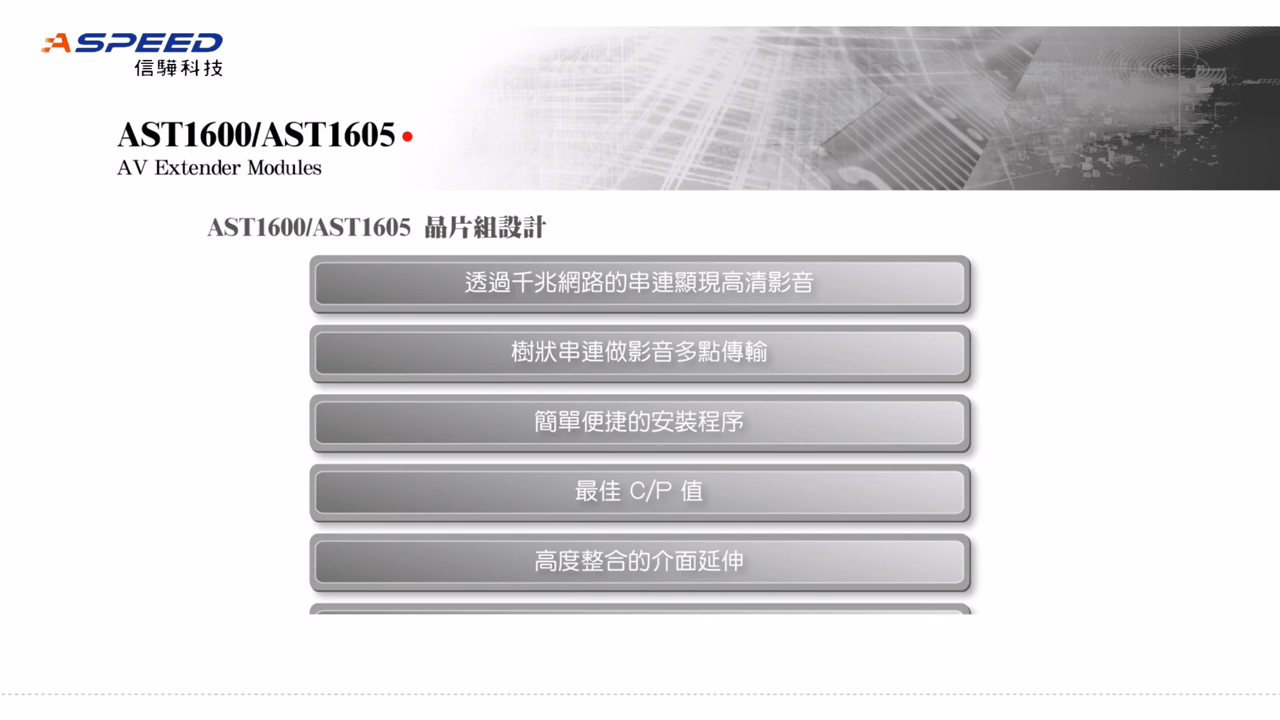 ASPEED
信驊科技
AST1600/AST1605
AV Extender Modules
AST1600/AST1605 晶片組設計
透過千兆網路的串連顯現高清影音
樹狀串連做影音多點傳輸
簡單便捷的安裝程序
最佳 C/P 值
高度整合的介面延伸